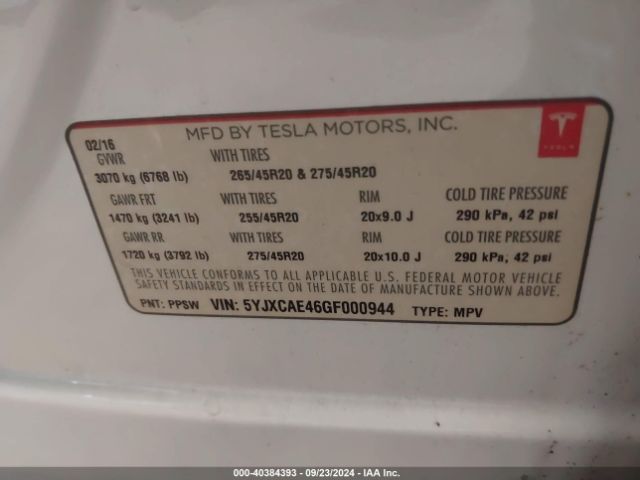 MFD BY TESLA MOTORS, INC.
TESLA
02/16
GVWR WITH TIRES
3070 kg (6768 lb) 265/45R20 & 275/45R20
GAWR FRT WITH TIRES RIM COLD TIRE PRESSURE
1470 kg (3241 lb) 255/45R20 20x9.0 J 290 kPa, 42 psi
GAWR RR WITH TIRES RIM COLD TIRE PRESSURE
1720 kg (3792 lb) 275/45R20 20x10.0 J 290 kPa, 42 psi
THIS VEHICLE CONFORMS TO ALL APPLICABLE U.S. FEDERAL MOTOR VEHICLE
SAFETY STANDARDS IN EFFECT ON THE DATE OF MANUFACTURE SHOWN ABOVE.
PNT: PPSW VIN: 5YJXCAE46GF000944 TYPE: MPV
000-40384393 - 09/23/2024 - IAA Inc.